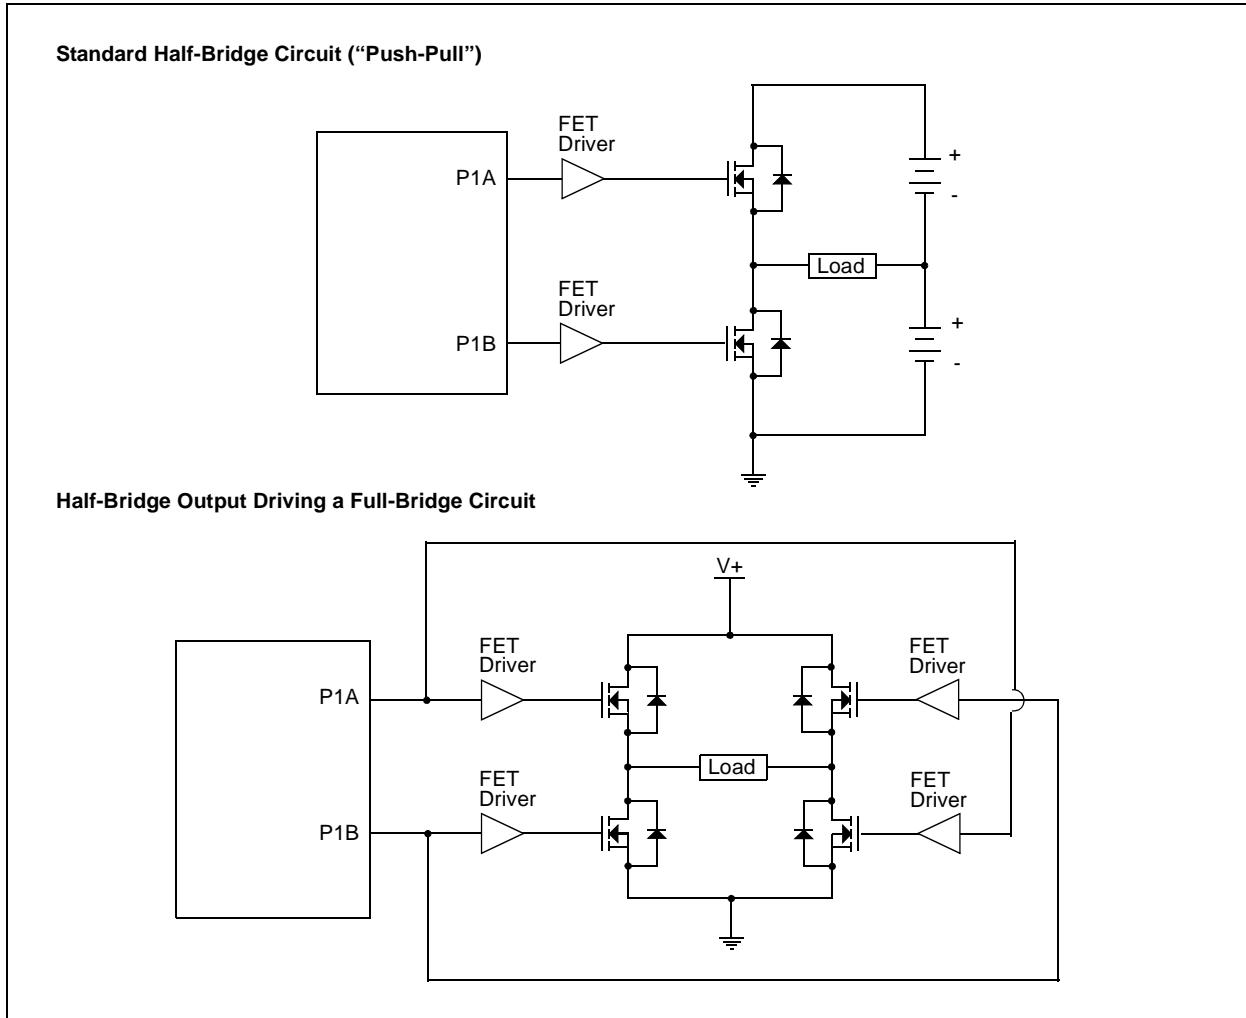 Standard Half-Bridge Circuit (“Push-Pull”)
FET
Driver
P1A
+
-
Load
FET
Driver
P1B
+
-
Half-Bridge Output Driving a Full-Bridge Circuit
V+
FET
Driver
FET
Driver
P1A
Load
FET
Driver
FET
Driver
P1B